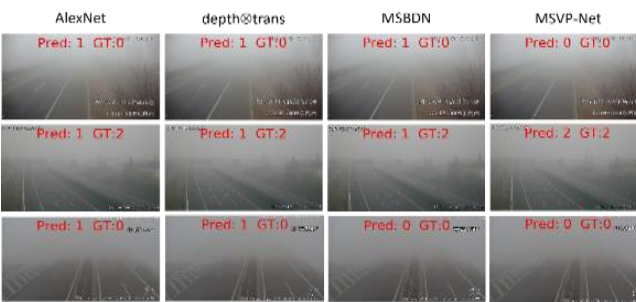 AlexNet depth⊗trans MSBDN MSVP-Net
Pred: 1 GT:0 Pred: 1 GT:0 Pred: 1 GT:0 Pred: 0 GT:0
Pred: 1 GT:2 Pred: 1 GT:2 Pred: 1 GT:2 Pred: 2 GT:2
Pred: 1 GT:0 Pred: 1 GT:0 Pred: 0 GT:0 Pred: 0 GT:0